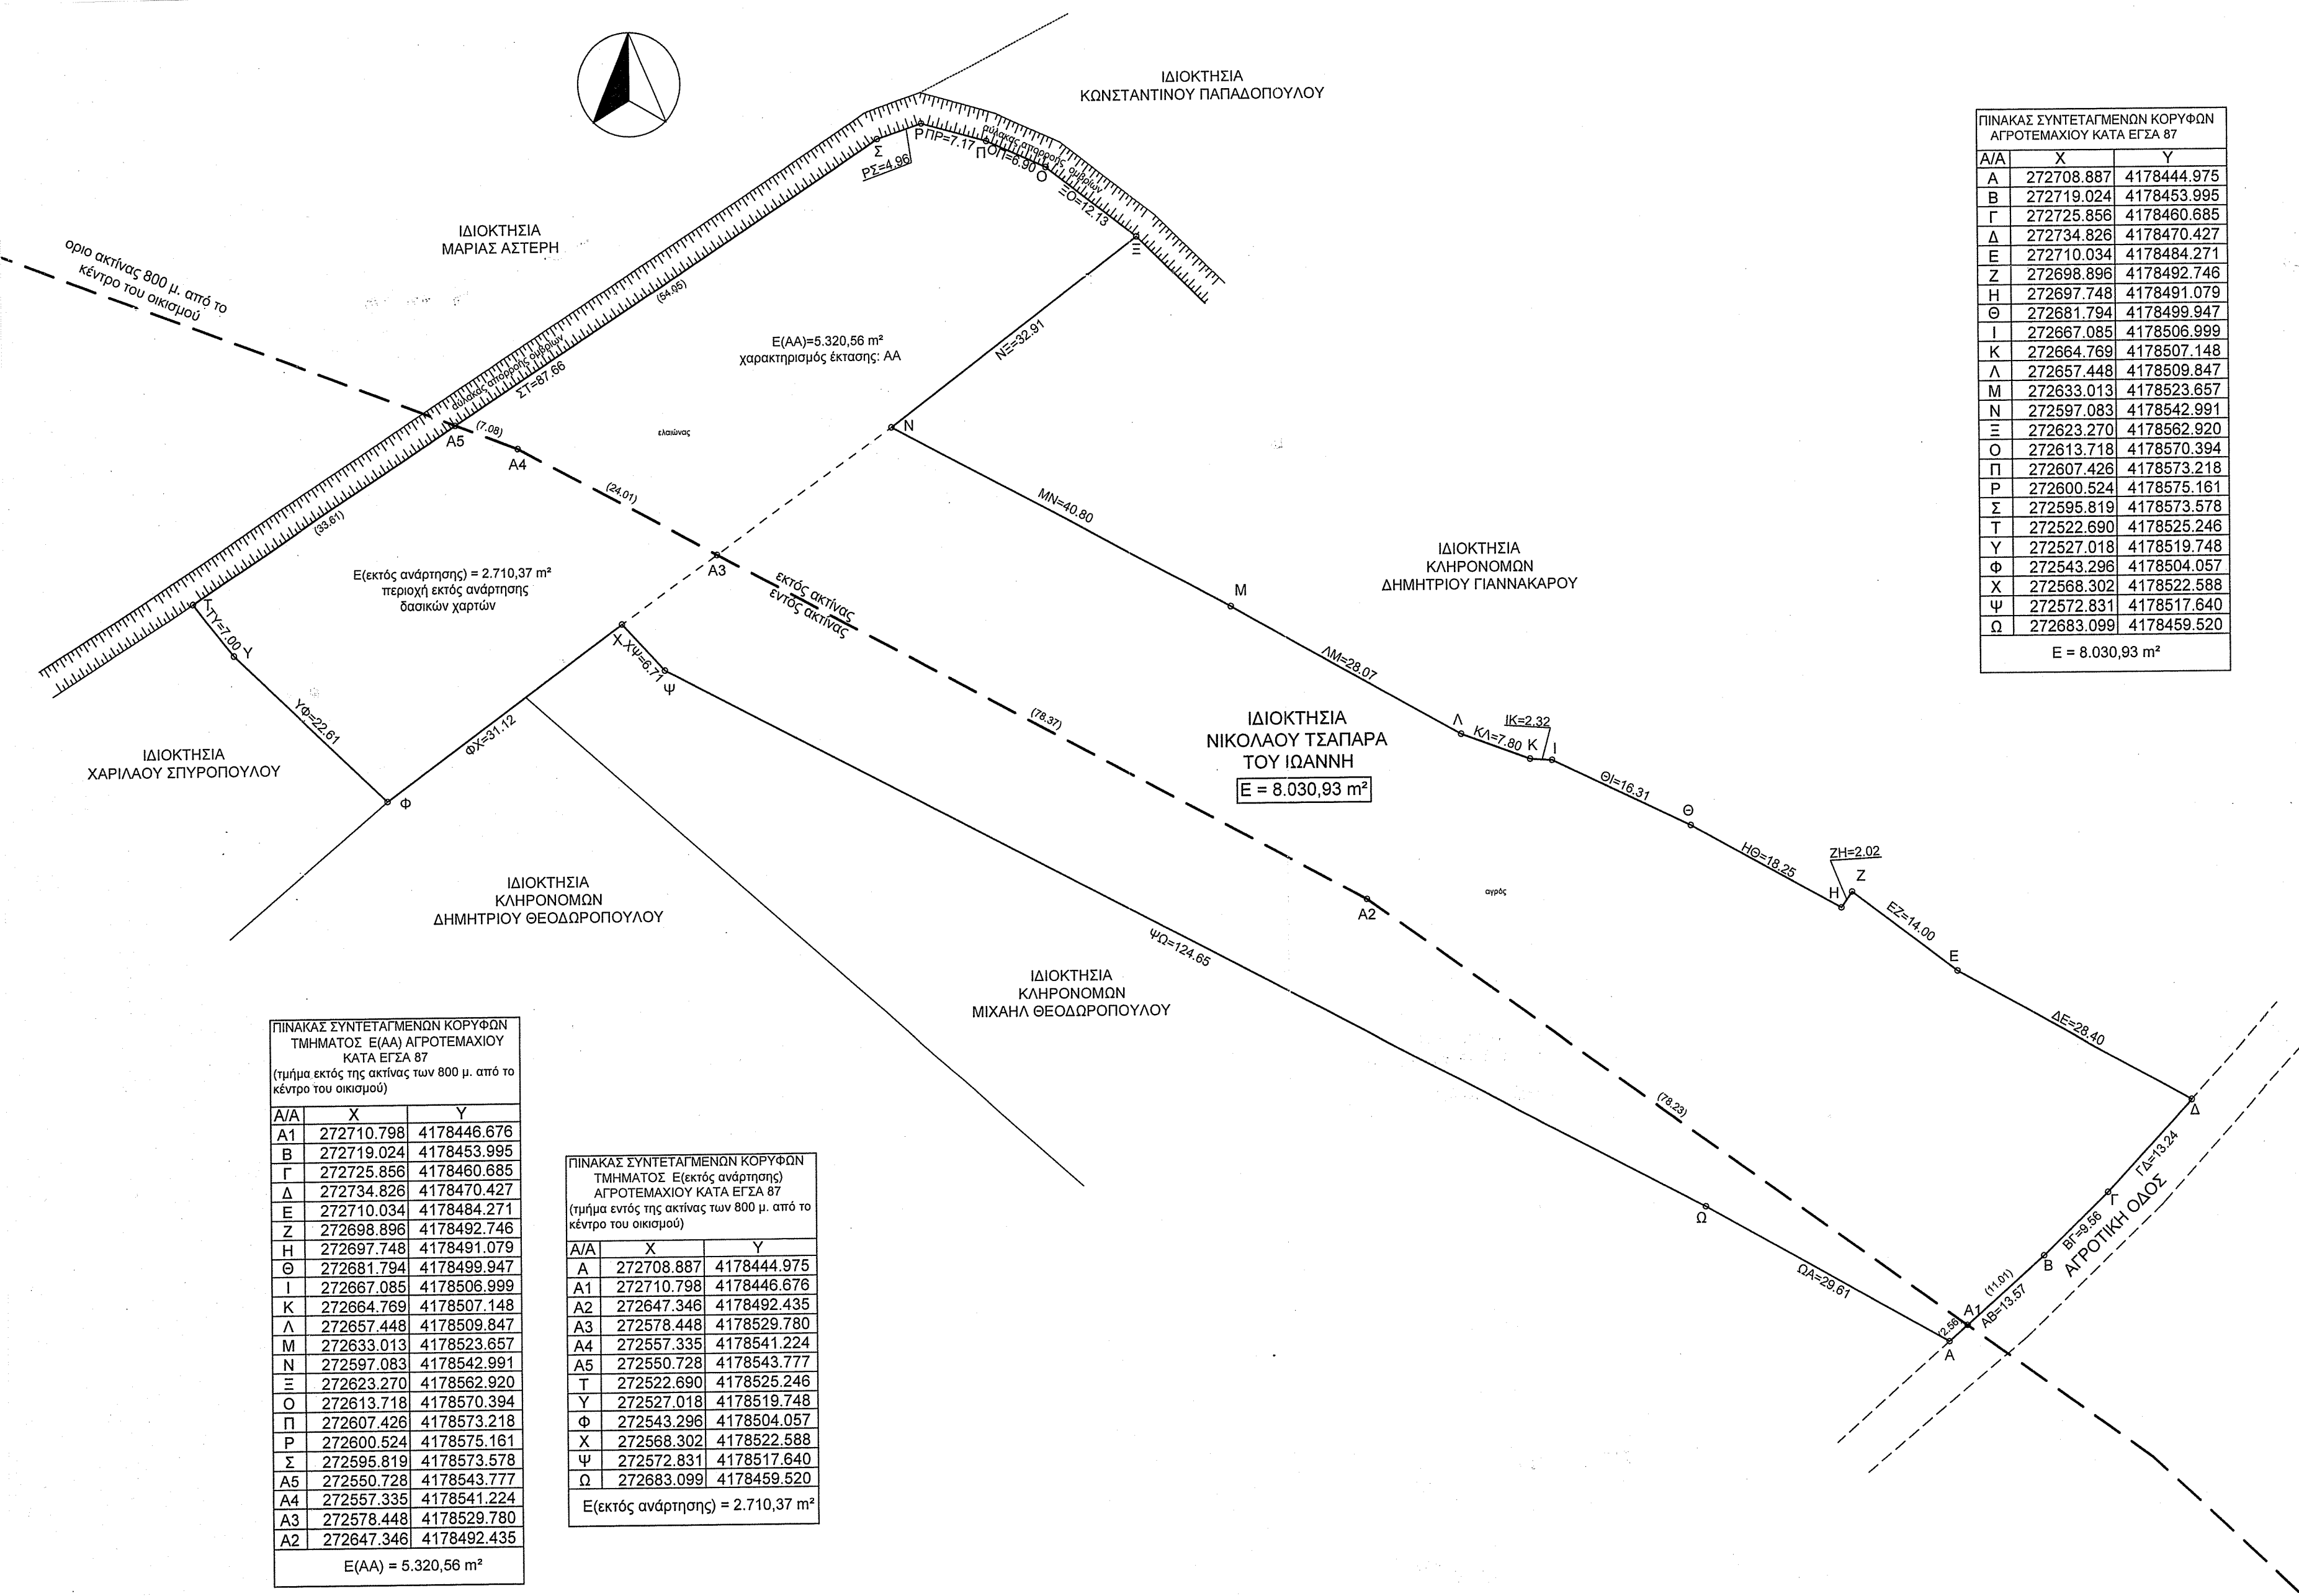 ΙΔΙΟΚΤΗΣΙΑ
ΚΩΝΣΤΑΝΤΙΝΟΥ ΠΑΠΑΔΟΠΟΥΛΟΥ
ΙΔΙΟΚΤΗΣΙΑ
ΜΑΡΙΑΣ ΑΣΤΕΡΗ
οριο ακτίνας 800 μ. από το
κέντρο του οικισμού
αύλακας απορροής ομβρίων
αύλακας απορροής ομβρίων
Σ
ΡΣ=4.96
Ρ
ΠΡ=7.17
Π
ΟΠ=6.90
Ο
ΞΟ=12.13
Ξ
(54.05)
ΣΤ=87.66
ΝΞ=32.91
Ε(ΑΑ)=5.320,56 m²
χαρακτηρισμός έκτασης: ΑΑ
ελαιώνας
Α5
(7.08)
Α4
(24.01)
Α3
Ν
(33.61)
ΜΝ=40.80
Μ
Ε(εκτός ανάρτησης) = 2.710,37 m²
περιοχή εκτός ανάρτησης
δασικών χαρτών
εκτός ακτίνας
εντός ακτίνας
ΙΔΙΟΚΤΗΣΙΑ
ΚΛΗΡΟΝΟΜΩΝ
ΔΗΜΗΤΡΙΟΥ ΓΙΑΝΝΑΚΑΡΟΥ
Τ
ΤΥ=7.00
Υ
ΥΦ=22.61
Φ
ΦΧ=31.12
Χ
ΧΨ=6.71
Ψ
ΛΜ=28.07
Λ
ΚΛ=7.80
Κ
ΙΚ=2.32
Ι
ΘΙ=16.31
Θ
ΗΘ=18.25
Η
ΖΗ=2.02
Ζ
ΕΖ=14.00
Ε
ΔΕ=28.40
Δ
(78.37)
ΙΔΙΟΚΤΗΣΙΑ
ΝΙΚΟΛΑΟΥ ΤΣΑΠΑΡΑ
ΤΟΥ ΙΩΑΝΝΗ
Ε = 8.030,93 m²
ΙΔΙΟΚΤΗΣΙΑ
ΧΑΡΙΛΑΟΥ ΣΠΥΡΟΠΟΥΛΟΥ
ΙΔΙΟΚΤΗΣΙΑ
ΚΛΗΡΟΝΟΜΩΝ
ΔΗΜΗΤΡΙΟΥ ΘΕΟΔΩΡΟΠΟΥΛΟΥ
Α2
αγρός
ΨΩ=124.65
ΙΔΙΟΚΤΗΣΙΑ
ΚΛΗΡΟΝΟΜΩΝ
ΜΙΧΑΗΛ ΘΕΟΔΩΡΟΠΟΥΛΟΥ
(78.23)
Ω
ΩΑ=29.61
Α
(2.56)
Α1
ΑΒ=13.57
(11.01)
Β
ΒΓ=9.56
Γ
ΓΔ=13.24
ΑΓΡΟΤΙΚΗ ΟΔΟΣ
ΠΙΝΑΚΑΣ ΣΥΝΤΕΤΑΓΜΕΝΩΝ ΚΟΡΥΦΩΝ
ΑΓΡΟΤΕΜΑΧΙΟΥ ΚΑΤΑ ΕΓΣΑ 87
Α/Α Χ Υ
Α 272708.887 4178444.975
Β 272719.024 4178453.995
Γ 272725.856 4178460.685
Δ 272734.826 4178470.427
Ε 272710.034 4178484.271
Ζ 272698.896 4178492.746
Η 272697.748 4178491.079
Θ 272681.794 4178499.947
Ι 272667.085 4178506.999
Κ 272664.769 4178507.148
Λ 272657.448 4178509.847
Μ 272633.013 4178523.657
Ν 272597.083 4178542.991
Ξ 272623.270 4178562.920
Ο 272613.718 4178570.394
Π 272607.426 4178573.218
Ρ 272600.524 4178575.161
Σ 272595.819 4178573.578
Τ 272522.690 4178525.246
Υ 272527.018 4178519.748
Φ 272543.296 4178504.057
Χ 272568.302 4178522.588
Ψ 272572.831 4178517.640
Ω 272683.099 4178459.520
Ε = 8.030,93 m²
ΠΙΝΑΚΑΣ ΣΥΝΤΕΤΑΓΜΕΝΩΝ ΚΟΡΥΦΩΝ
ΤΜΗΜΑΤΟΣ Ε(ΑΑ) ΑΓΡΟΤΕΜΑΧΙΟΥ
ΚΑΤΑ ΕΓΣΑ 87
(τμήμα εκτός της ακτίνας των 800 μ. από το
κέντρο του οικισμού)
Α/Α Χ Υ
Α1 272710.798 4178446.676
Β 272719.024 4178453.995
Γ 272725.856 4178460.685
Δ 272734.826 4178470.427
Ε 272710.034 4178484.271
Ζ 272698.896 4178492.746
Η 272697.748 4178491.079
Θ 272681.794 4178499.947
Ι 272667.085 4178506.999
Κ 272664.769 4178507.148
Λ 272657.448 4178509.847
Μ 272633.013 4178523.657
Ν 272597.083 4178542.991
Ξ 272623.270 4178562.920
Ο 272613.718 4178570.394
Π 272607.426 4178573.218
Ρ 272600.524 4178575.161
Σ 272595.819 4178573.578
Α5 272550.728 4178543.777
Α4 272557.335 4178541.224
Α3 272578.448 4178529.780
Α2 272647.346 4178492.435
Ε(ΑΑ) = 5.320,56 m²
ΠΙΝΑΚΑΣ ΣΥΝΤΕΤΑΓΜΕΝΩΝ ΚΟΡΥΦΩΝ
ΤΜΗΜΑΤΟΣ Ε(εκτός ανάρτησης)
ΑΓΡΟΤΕΜΑΧΙΟΥ ΚΑΤΑ ΕΓΣΑ 87
(τμήμα εντός της ακτίνας των 800 μ. από το
κέντρο του οικισμού)
Α/Α Χ Υ
Α 272708.887 4178444.975
Α1 272710.798 4178446.676
Α2 272647.346 4178492.435
Α3 272578.448 4178529.780
Α4 272557.335 4178541.224
Α5 272550.728 4178543.777
Τ 272522.690 4178525.246
Υ 272527.018 4178519.748
Φ 272543.296 4178504.057
Χ 272568.302 4178522.588
Ψ 272572.831 4178517.640
Ω 272683.099 4178459.520
Ε(εκτός ανάρτησης) = 2.710,37 m²